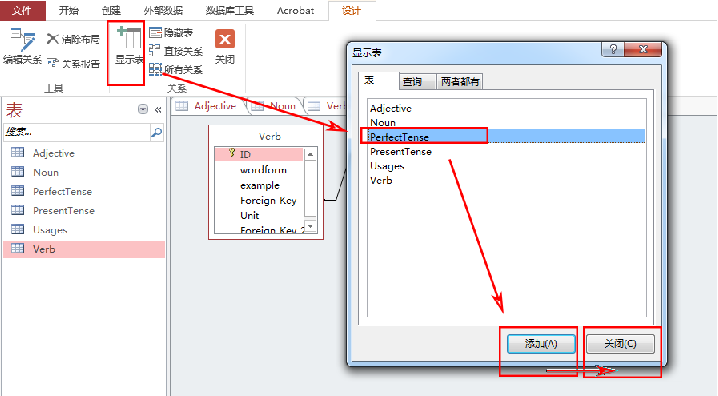 文件 开始 创建 外部数据 数据库工具 Acrobat 设计
编辑关系
清除布局
关系报告
工具
显示表
隐藏表
直接关系
所有关系
关系
关闭
表
搜索...
Adjective
Noun
PerfectTense
PresentTense
Usages
Verb
Adjective Noun Verb
Verb
ID
wordform
example
Foreign Key
Unit
Foreign Key 2
显示表
表 查询 两者都有
Adjective
Noun
PerfectTense
PresentTense
Usages
Verb
添加(A) 关闭(C)